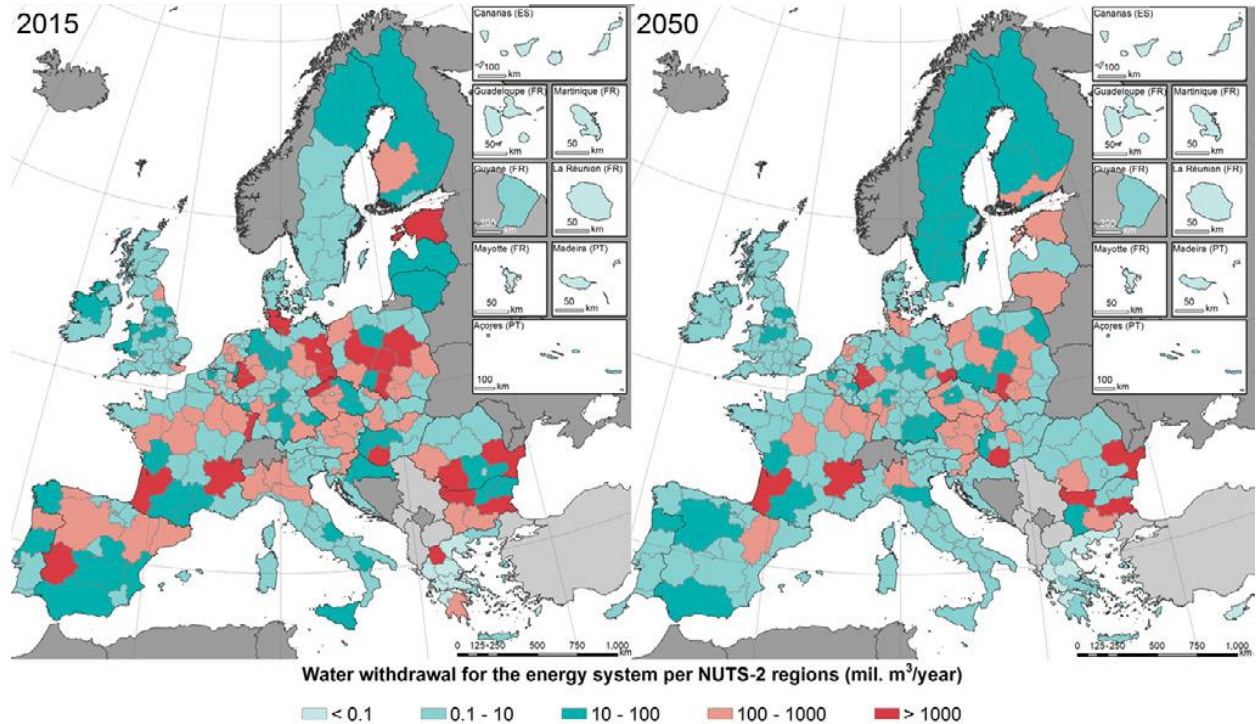 2015
Canarias (ES)
100
km
Guadeloupe (FR)
Martinique (FR)
50
km
50
km
Guyane (FR)
La Réunion (FR)
km
50
km
Mayotte (FR)
Madeira (PT)
50
km
50
km
Açores (PT)
100
km
0 125 250 500 750 1,000
km
2050
Canarias (ES)
100
km
Guadeloupe (FR)
Martinique (FR)
50
km
50
km
Guyane (FR)
La Réunion (FR)
km
50
km
Mayotte (FR)
Madeira (PT)
50
km
50
km
Açores (PT)
100
km
0 125 250 500 750 1,000
km
Water withdrawal for the energy system per NUTS-2 regions (mil. m³/year)
< 0.1 0.1 - 10 10 - 100 100 - 1000 > 1000